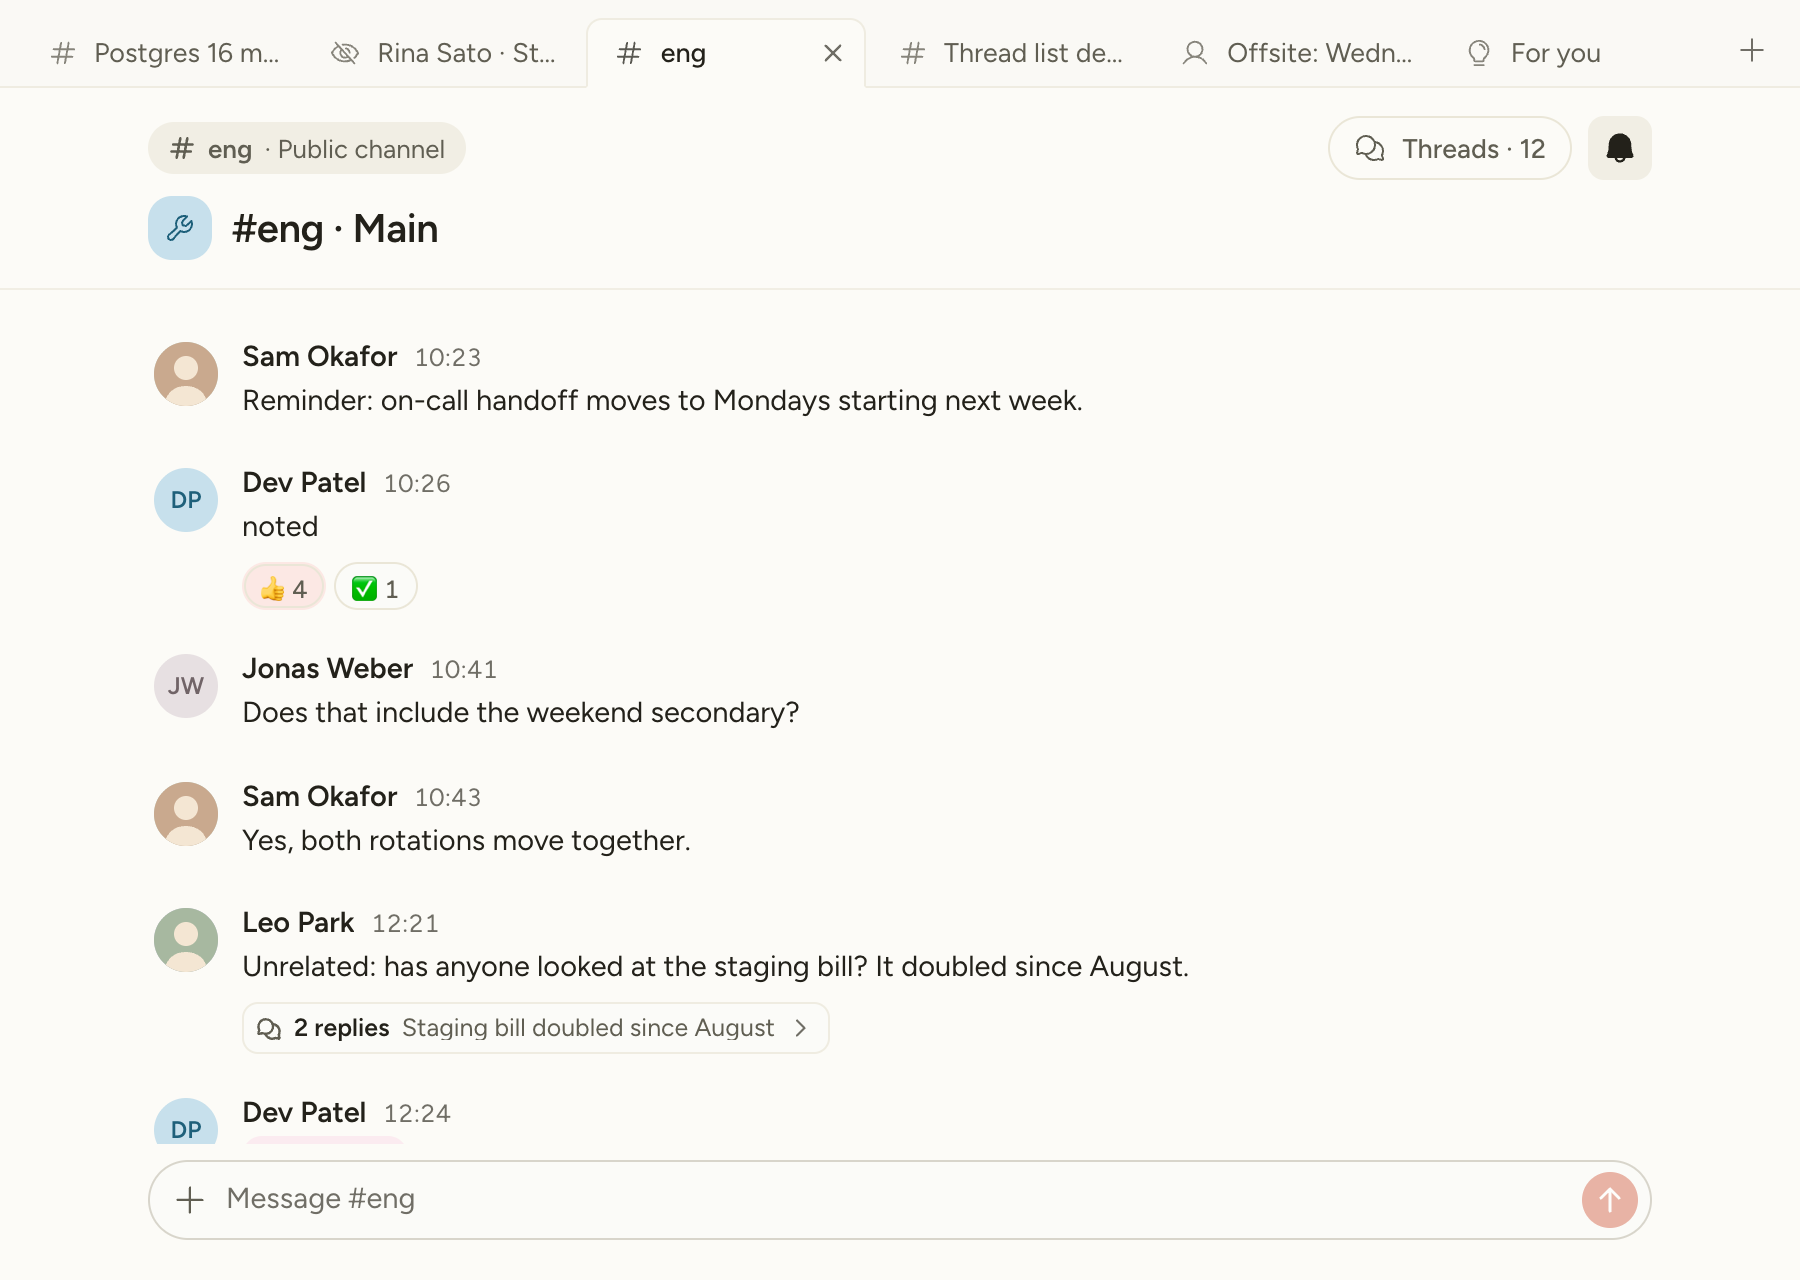 Postgres 16 m...
Rina Sato · St...
# eng
Thread list de...
Offsite: Wedn...
For you
# eng · Public channel
Threads · 12
#eng · Main
Sam Okafor 10:23
Reminder: on-call handoff moves to Mondays starting next week.
DP
Dev Patel 10:26
noted
👍 4 ✅ 1
JW
Jonas Weber 10:41
Does that include the weekend secondary?
Sam Okafor 10:43
Yes, both rotations move together.
Leo Park 12:21
Unrelated: has anyone looked at the staging bill? It doubled since August.
2 replies Staging bill doubled since August
DP
Dev Patel 12:24
Message #eng